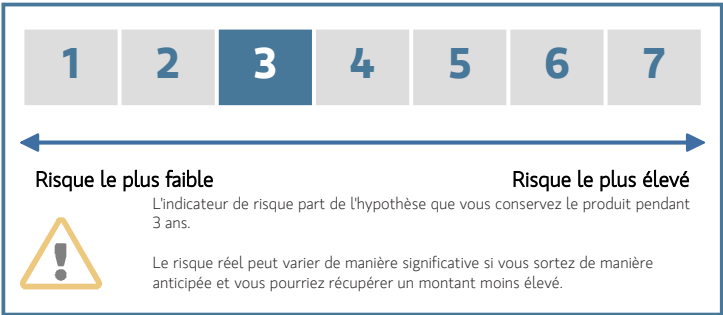 1 2 3 4 5 6 7
Risque le plus faible Risque le plus élevé
L'indicateur de risque part de l'hypothèse que vous conservez le produit pendant
3 ans.
!
Le risque réel peut varier de manière significative si vous sortez de manière
anticipée et vous pourriez récupérer un montant moins élevé.